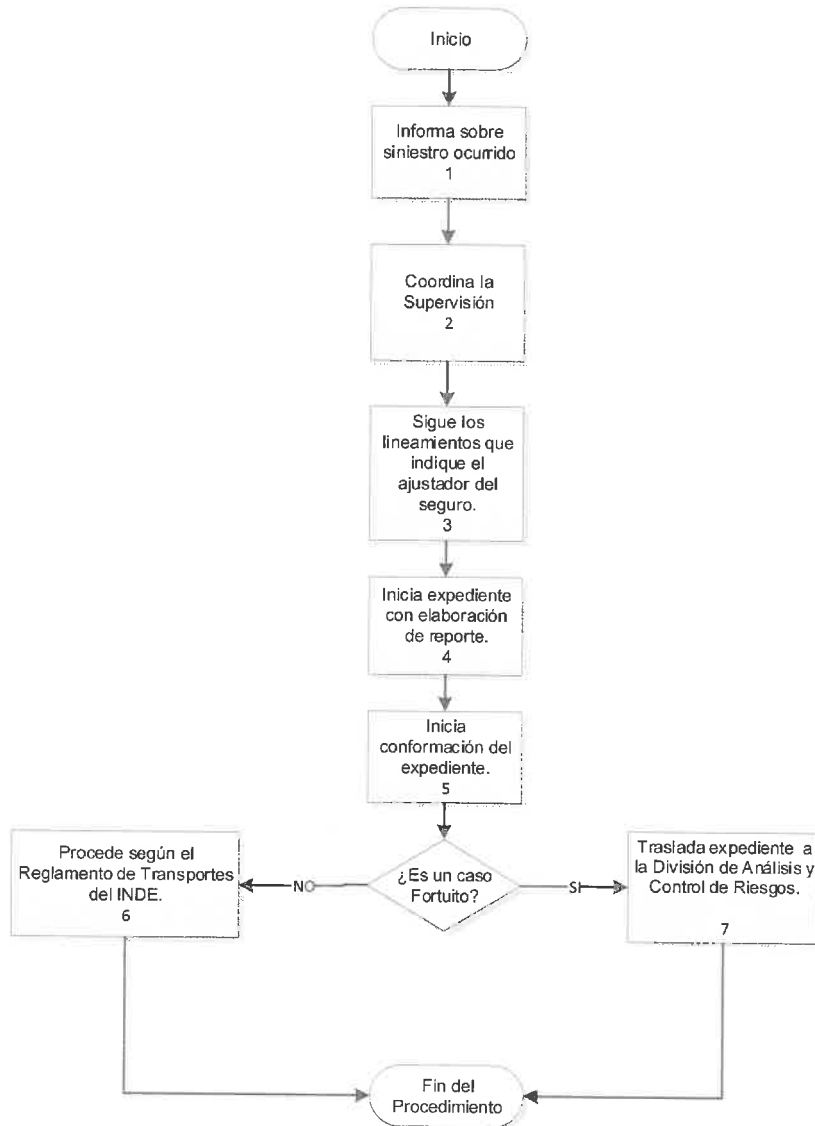 Inicio
Informa sobre
siniestro ocurrido
1
Coordina la
Supervisión
2
Sigue los
lineamientos que
indique el
ajustador del
seguro.
3
Inicia expediente
con elaboración
de reporte.
4
Inicia
conformación del
expediente.
5
¿Es un caso
Fortuito?
NO
Procede según el
Reglamento de Transportes
del INDE.
6
SI
Traslada expediente a
la División de Análisis y
Control de Riesgos.
7
Fin del
Procedimiento